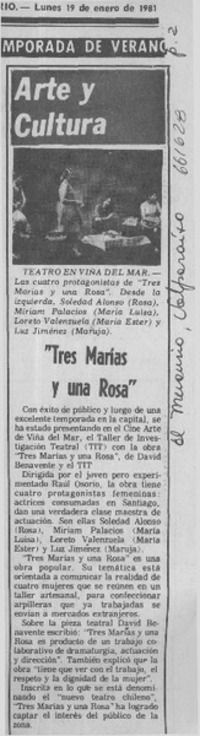 RIO.— Lunes 19 de enero de 1981
MPORADA DE VERANO
p. 2
Arte y
Cultura
TEATRO EN VIÑA DEL MAR.—
Las cuatro protagonistas de "Tres
Marías y una Rosa". Desde la
izquierda, Soledad Alonso (Rosa),
Miriam Palacios (María Luisa),
Loreto Valenzuela (María Ester) y
Luz Jiménez (Maruja).
"Tres Marías
y una Rosa"
Con éxito de público y luego de una
excelente temporada en la capital, se
ha estado presentando en el Cine Arte
de Viña del Mar, el Taller de Inves-
tigación Teatral (TIT) con la obra
"Tres Marías y una Rosa", de David
Benavente y el TIT
Dirigida por el joven pero experi-
mentado Raúl Osorio, la obra tiene
cuatro protagonistas femeninas:
actrices consumadas en Santiago,
dan una verdadera clase maestra de
actuación. Son ellas Soledad Alonso
(Rosa), Miriam Palacios (María
Luisa), Loreto Valenzuela (María
Ester) y Luz Jiménez (Maruja).
"Tres Marías y una Rosa" en una
obra popular. Su temática está
orientada a comunicar la realidad de
cuatro mujeres que se reúnen en un
taller artesanal, para confeccionar
arpilleras que ya trabajadas se
envían a mercados extranjeros.
Sobre la pieza teatral David Be-
navente escribió: "Tres Marías y una
Rosa en producto de un trabajo co-
laborativo de dramaturgia, actuación
y dirección". También explicó que la
obra "tiene que ver con el trabajo, el
respeto y la dignidad de la mujer".
Inscrita en lo que se está denomi-
nando el "nuevo teatro chileno",
"Tres Marías y una Rosa" ha logrado
captar el interés del público de la
zona.
el Mercurio, Valparaíso 661628